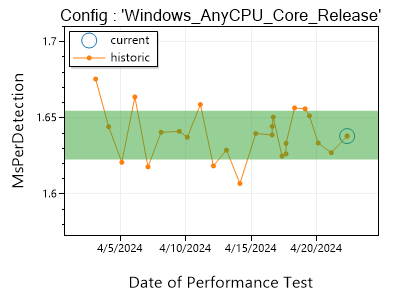 Config : 'Windows_AnyCPU_Core_Release'
current
historic
1.7
1.65
1.6
MsPerDetection
4/5/2024
4/10/2024
4/15/2024
4/20/2024
Date of Performance Test